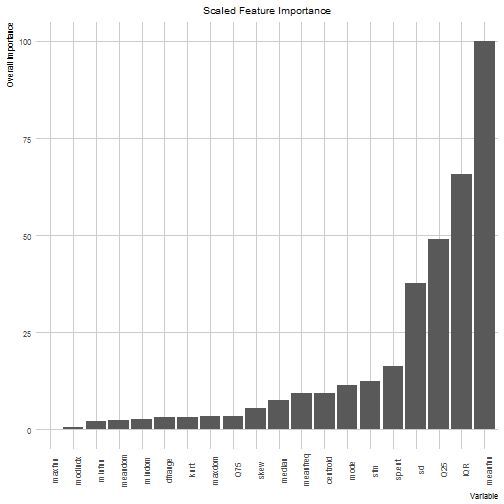 Scaled Feature Importance
Overall Importance
100
75
50
25
0
maxfun
modindx
minfun
meandom
mindom
dfrange
kurt
maxdom
Q75
skew
median
meanfreq
centroid
mode
sfm
sp.ent
sd
Q25
IQR
meanfun
Variable